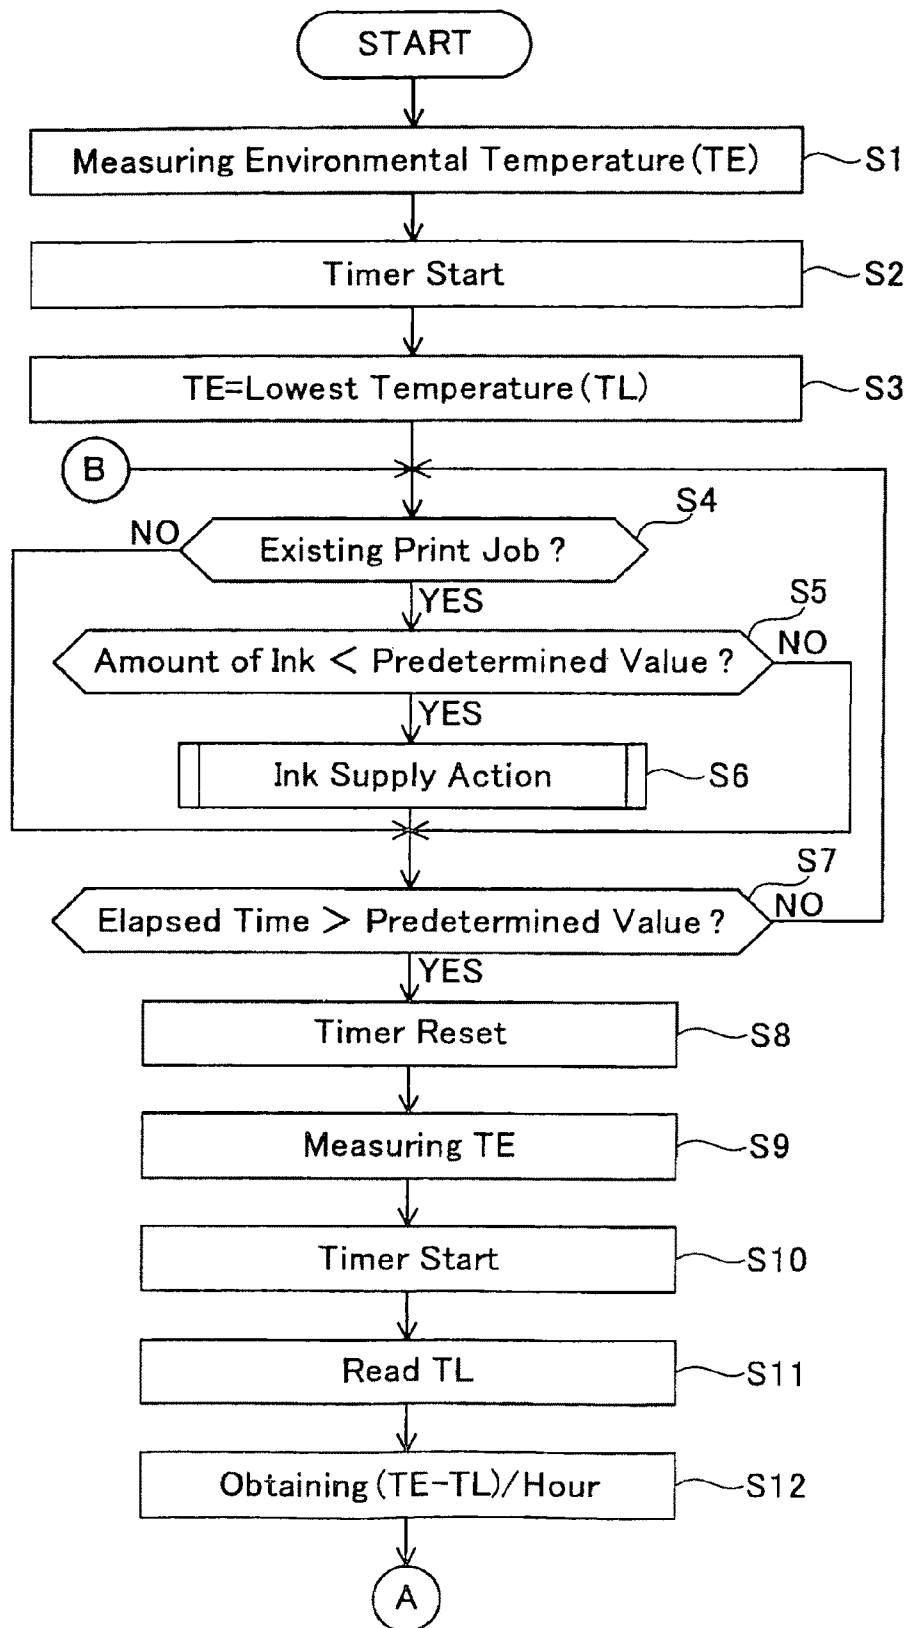 START
Measuring Environmental Temperature(TE)
S1
Timer Start
S2
TE=Lowest Temperature(TL)
S3
B
S4
NO
Existing Print Job?
YES
S5
Amount of Ink < Predetermined Value?
NO
YES
Ink Supply Action
S6
S7
Elapsed Time > Predetermined Value?
NO
YES
Timer Reset
S8
Measuring TE
S9
Timer Start
S10
Read TL
S11
Obtaining(TE-TL)/Hour
S12
A